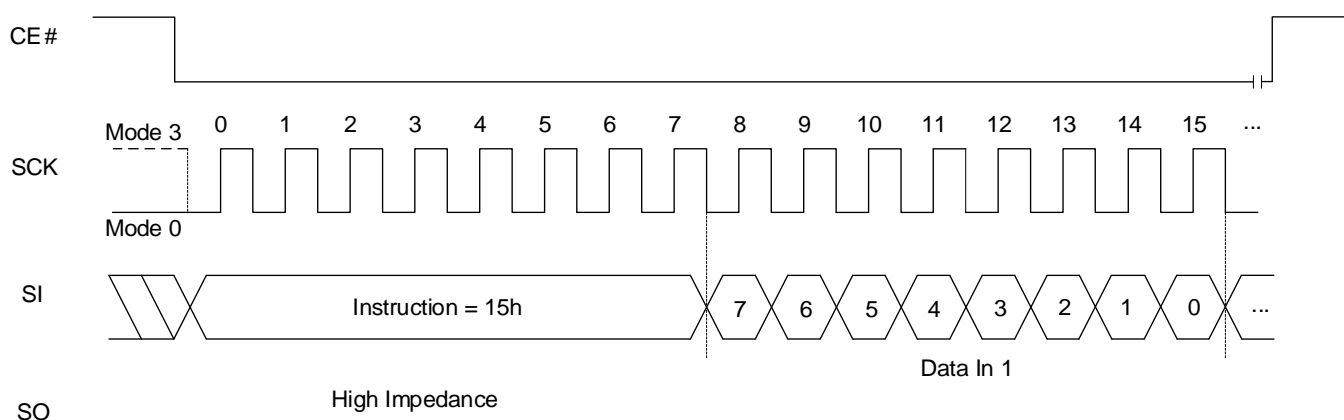 CE#
Mode 3 0 1 2 3 4 5 6 7 8 9 10 11 12 13 14 15 ...
SCK
Mode 0
SI Instruction = 15h 7 6 5 4 3 2 1 0 ...
Data In 1
High Impedance
SO